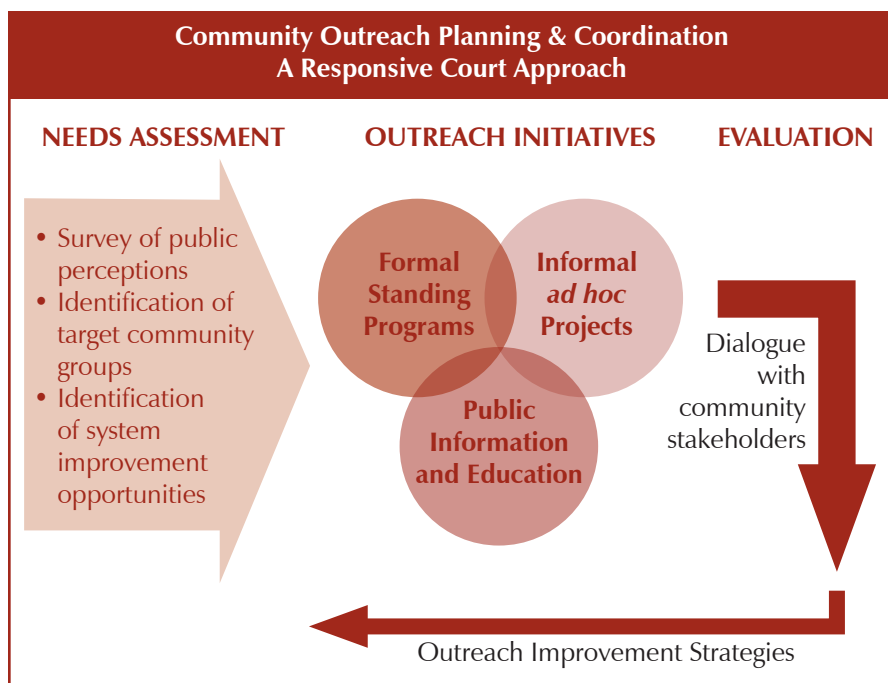 Community Outreach Planning & Coordination
A Responsive Court Approach
NEEDS ASSESSMENT
• Survey of public
perceptions
• Identification of
target community
groups
• Identification
of system
improvement
opportunities
OUTREACH INITIATIVES
Formal
Standing
Programs
Informal
ad hoc
Projects
Public
Information
and Education
EVALUATION
Dialogue
with
community
stakeholders
Outreach Improvement Strategies